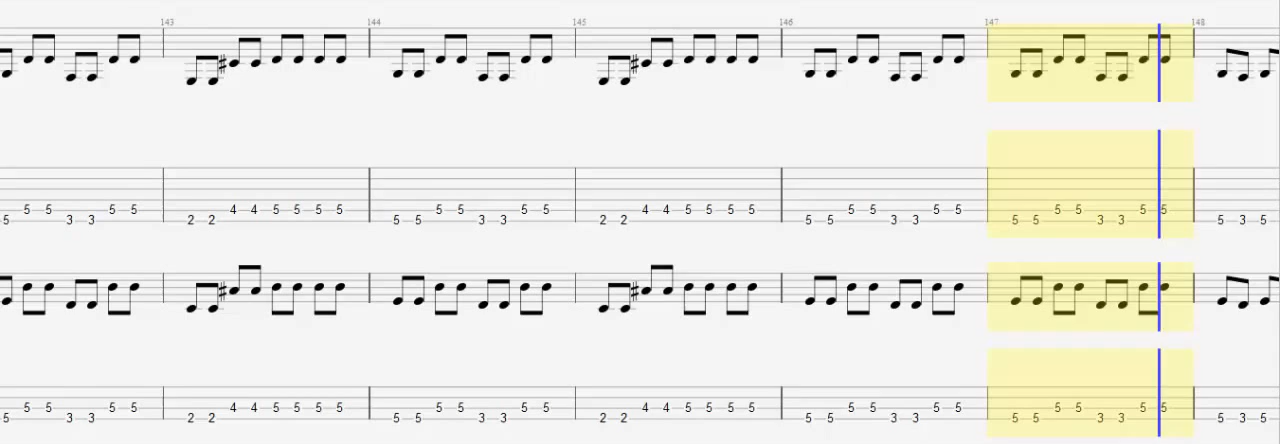 143 144 145 146 147 148
5 5 4 4 5 5 5 5 5 5 5 5 4 4 5 5 5 5 5 5 5 5 5 5 5 5
5 3 3 5 5 2 2 5 5 3 3 2 2 5 5 3 3 5 5 3 3 5 3 5
5 5 5 5 4 4 5 5 5 5 5 5 5 5 4 4 5 5 5 5 5 5 5 5 5 5 5 5
5 3 3 2 2 5 5 3 3 2 2 5 5 3 3 5 5 3 3 5 3 5